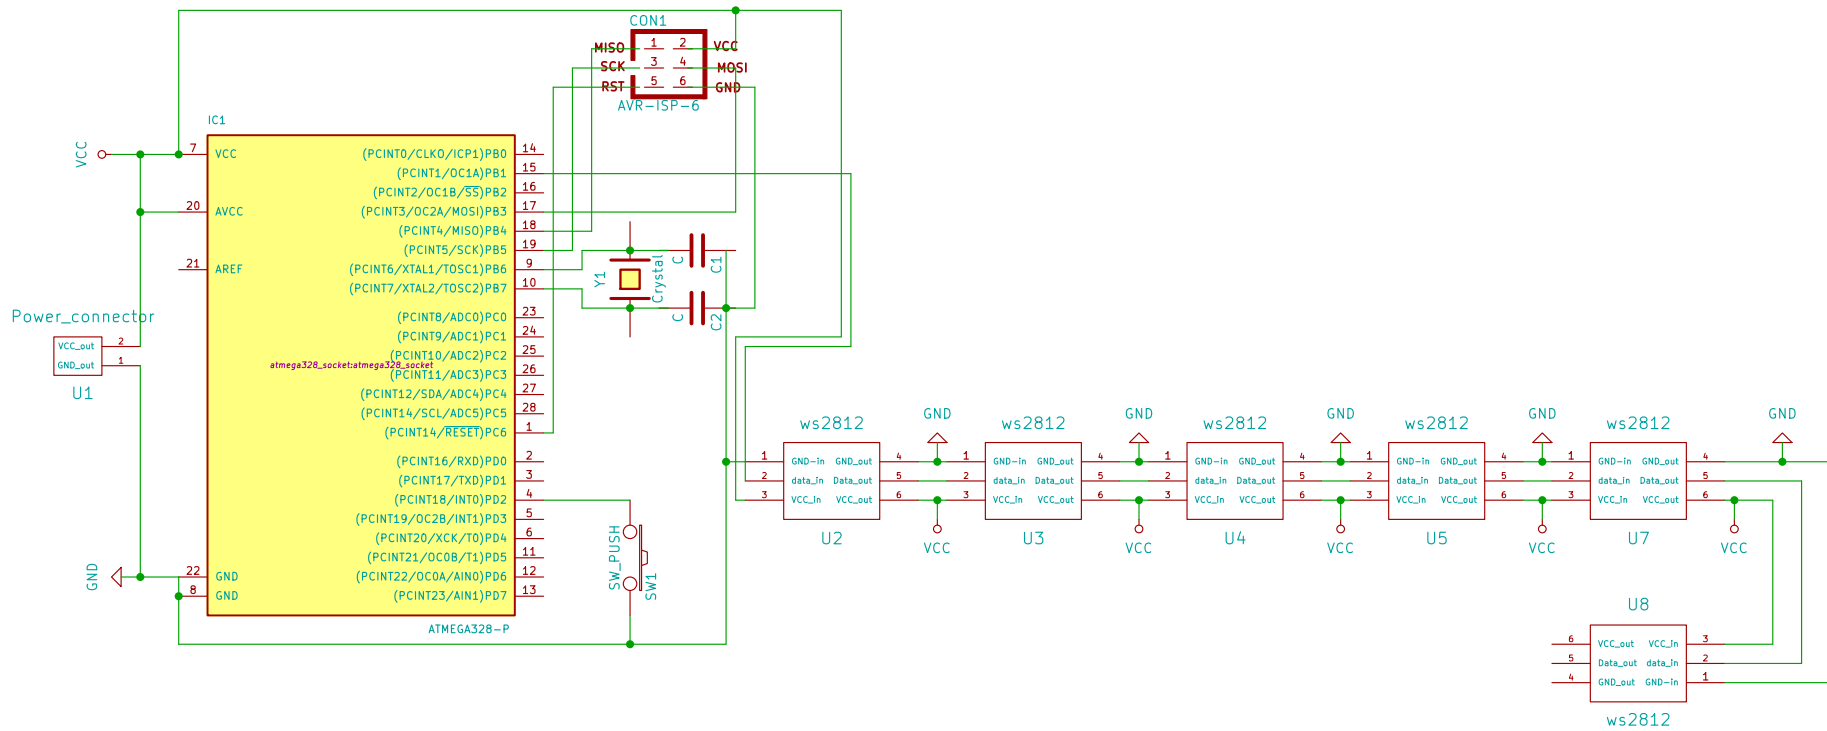 CON1
MISO 1 2 VCC
SCK 3 4 MOSI
RST 5 6 GND
AVR-ISP-6
IC1
VCC
7 VCC
20 AVCC
21 AREF
22 GND
8 GND
GND
(PCINT0/CLKO/ICP1)PB0 14
(PCINT1/OC1A)PB1 15
(PCINT2/OC1B/SS)PB2 16
(PCINT3/OC2A/MOSI)PB3 17
(PCINT4/MISO)PB4 18
(PCINT5/SCK)PB5 19
(PCINT6/XTAL1/TOSC1)PB6 9
(PCINT7/XTAL2/TOSC2)PB7 10
(PCINT8/ADC0)PC0 23
(PCINT9/ADC1)PC1 24
(PCINT10/ADC2)PC2 25
atmega328_socket:atmega328_socket
(PCINT11/ADC3)PC3 26
(PCINT12/SDA/ADC4)PC4 27
(PCINT14/SCL/ADC5)PC5 28
(PCINT14/RESET)PC6 1
(PCINT16/RXD)PD0 2
(PCINT17/TXD)PD1 3
(PCINT18/INT0)PD2 4
(PCINT19/OC2B/INT1)PD3 5
(PCINT20/XCK/T0)PD4 6
(PCINT21/OC0B/T1)PD5 11
(PCINT22/OC0A/AIN0)PD6 12
(PCINT23/AIN1)PD7 13
ATMEGA328-P
Power_connector
VCC_out 2
GND_out 1
U1
Y1
Crystal
C
C1
C
C2
SW_PUSH
SW1
ws2812
1 GND-in GND_out 4
2 data_in Data_out 5
3 VCC_in VCC_out 6
U2
GND
VCC
ws2812
1 GND-in GND_out 4
2 data_in Data_out 5
3 VCC_in VCC_out 6
U3
GND
VCC
ws2812
1 GND-in GND_out 4
2 data_in Data_out 5
3 VCC_in VCC_out 6
U4
GND
VCC
ws2812
1 GND-in GND_out 4
2 data_in Data_out 5
3 VCC_in VCC_out 6
U5
GND
VCC
ws2812
1 GND-in GND_out 4
2 data_in Data_out 5
3 VCC_in VCC_out 6
U7
GND
VCC
U8
6 VCC_out VCC_in 3
5 Data_out data_in 2
4 GND_out GND-in 1
ws2812